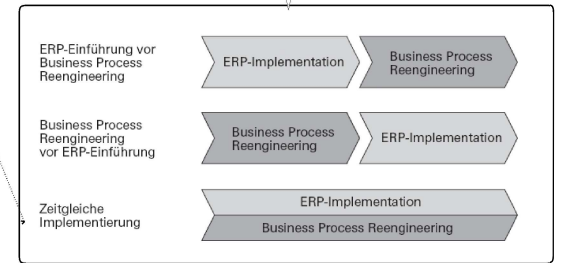 ERP-Einführung vor
Business Process
Reengineering
ERP-Implementation
Business Process
Reengineering
Business Process
Reengineering
vor ERP-Einführung
Business Process
Reengineering
ERP-Implementation
Zeitgleiche
Implementierung
ERP-Implementation
Business Process Reengineering